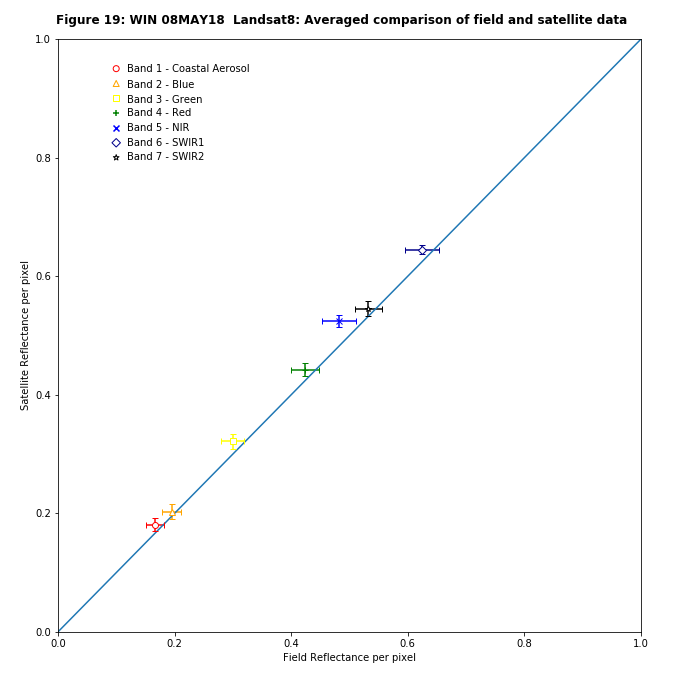 Figure 19: WIN 08MAY18  Landsat8: Averaged comparison of field and satellite data
1.0
Band 1 - Coastal Aerosol
Band 2 - Blue
Band 3 - Green
Band 4 - Red
Band 5 - NIR
Band 6 - SWIR1
Band 7 - SWIR2
0.8
0.6
Satellite Reflectance per pixel
0.4
0.2
0.0
0.0 0.2 0.4 0.6 0.8 1.0
Field Reflectance per pixel